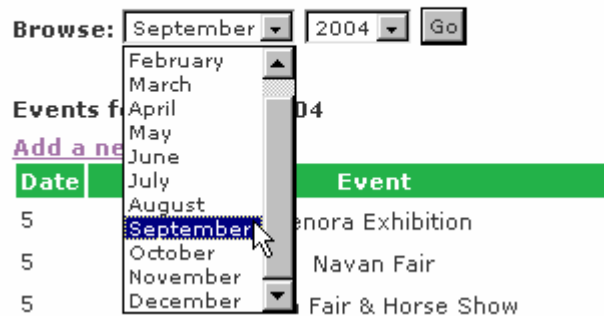 Browse: September 2004 Go
February
March
Events f
April
04
May
Add a ne
June
Date
July
Event
August
5
September
enora Exhibition
October
5
Navan Fair
November
5
December
Fair & Horse Show